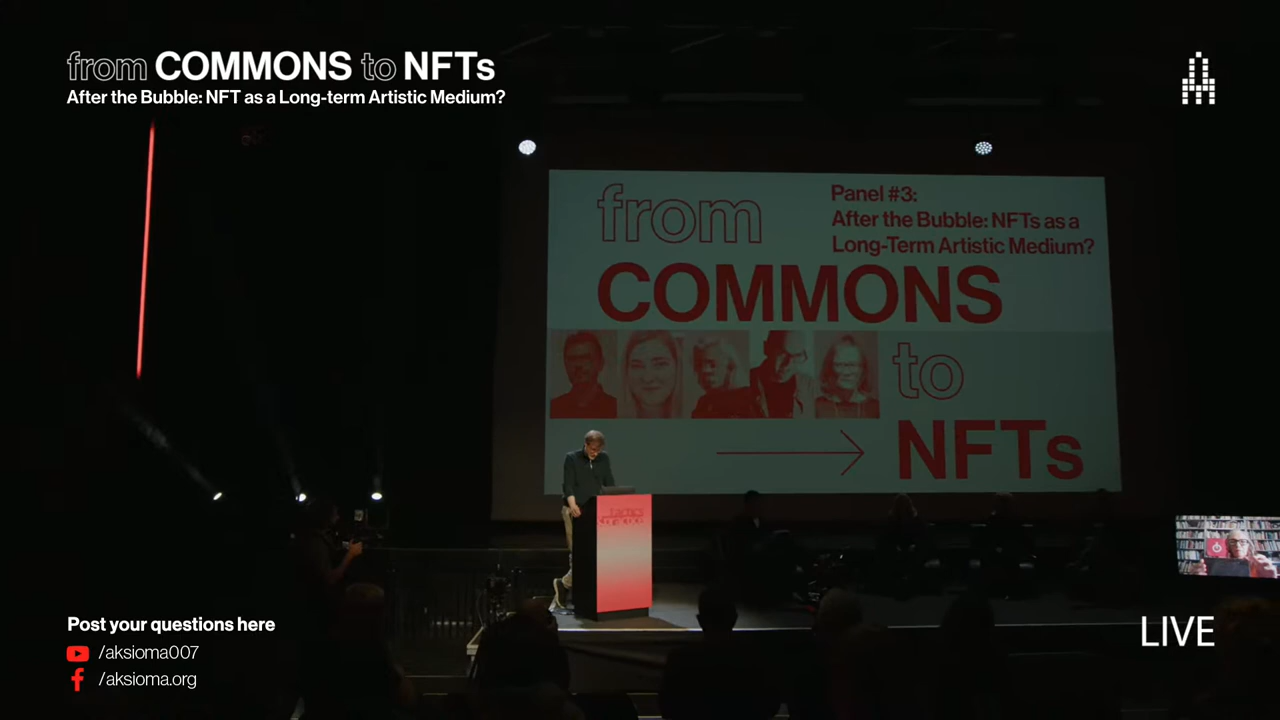 from COMMONS to NFTs
After the Bubble: NFT as a Long-term Artistic Medium?
Panel #3:
After the Bubble: NFTs as a
Long-Term Artistic Medium?
from
COMMONS
to
NFTs
tactics
Post your questions here
/aksioma007
/aksioma.org
LIVE